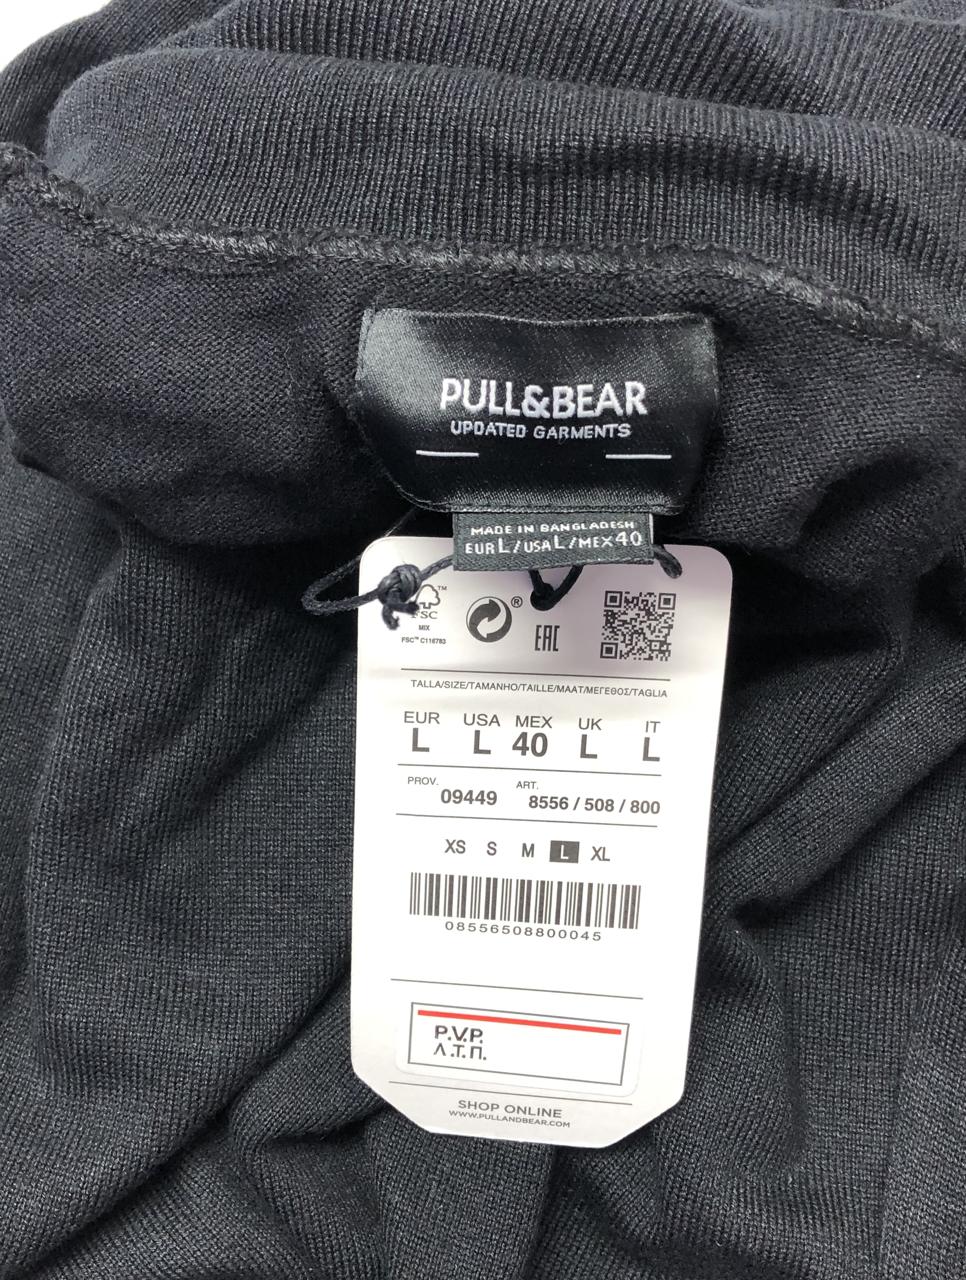 PULL&BEAR
UPDATED GARMENTS
MADE IN BANGLADESH
EUR L/USA L/MEX 40
™
FSC
MIX
FSC™ C116783
®
EAC
TALLA/SIZE/TAMANHO/TAILLE/MAAT/ΜΕΓΕΘΟΣ/TAGLIA
EUR USA MEX UK IT
L L 40 L L
PROV. ART.
09449 8556 / 508 / 800
XS S M L XL
08556508800045
P.V.P.
Λ.Τ.Π.
SHOP ONLINE
WWW.PULLANDBEAR.COM